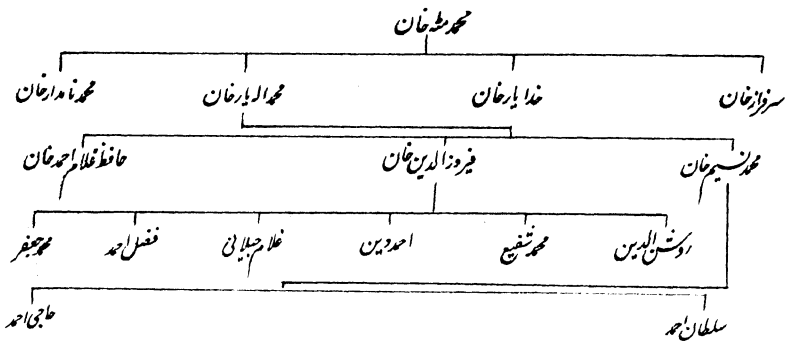 محمد مٹہ خان
سرفراز خان خدا یار خان محمد الہ یار خان محمد نامدار خان
محمد نسیم خان فیروز الدین خان حافظ غلام احمد خان
روشن الدین محمد شفیع احمد دین غلام جیلانی فضل احمد محمد جعفر
سلطان احمد حاجی احمد